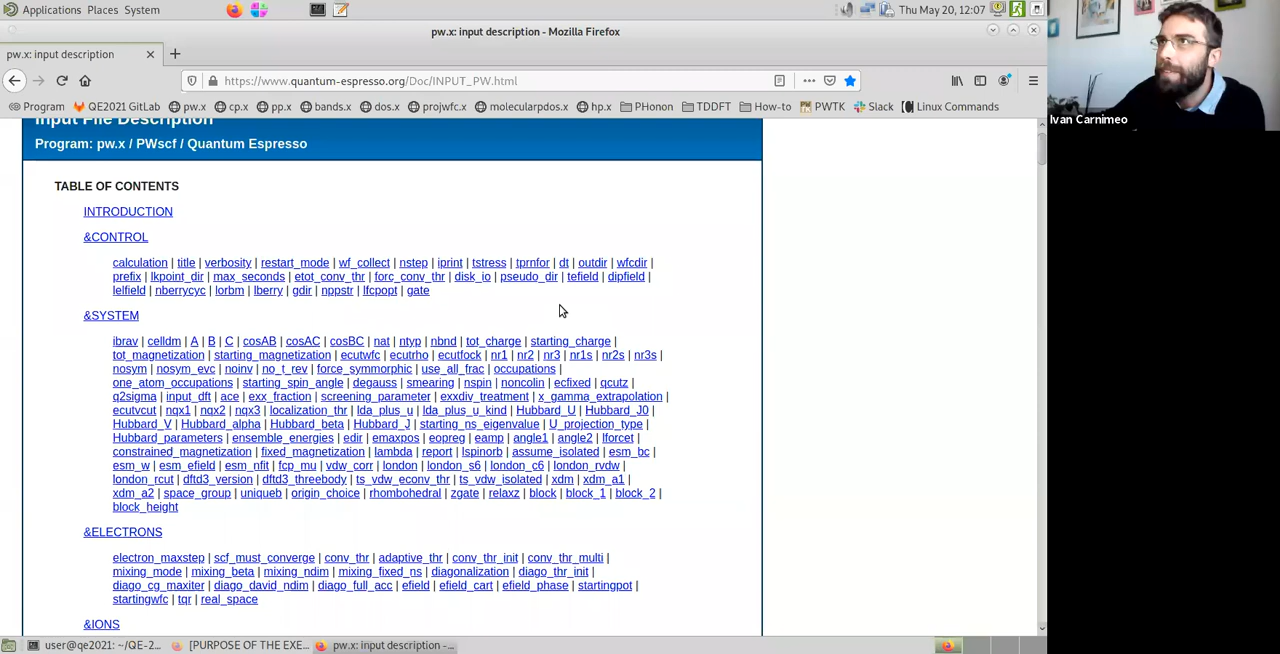 Applications Places System
Thu May 20, 12:07
pw.x: input description - Mozilla Firefox
pw.x: input description
https://www.quantum-espresso.org/Doc/INPUT_PW.html
Program QE2021 GitLab pw.x cp.x pp.x bands.x dos.x projwfc.x molecularpdos.x hp.x PHonon TDDFT How-to PWTK Slack Linux Commands
Ivan Carnimeo
Input File Description
Program: pw.x / PWscf / Quantum Espresso
TABLE OF CONTENTS
INTRODUCTION
&CONTROL
calculation | title | verbosity | restart_mode | wf_collect | nstep | iprint | tstress | tprnfor | dt | outdir | wfcdir |
prefix | lkpoint_dir | max_seconds | etot_conv_thr | forc_conv_thr | disk_io | pseudo_dir | tefield | dipfield |
lelfield | nberrycyc | lorbm | lberry | gdir | nppstr | lfcpopt | gate
&SYSTEM
ibrav | celldm | A | B | C | cosAB | cosAC | cosBC | nat | ntyp | nbnd | tot_charge | starting_charge |
tot_magnetization | starting_magnetization | ecutwfc | ecutrho | ecutfock | nr1 | nr2 | nr3 | nr1s | nr2s | nr3s |
nosym | nosym_evc | noinv | no_t_rev | force_symmorphic | use_all_frac | occupations |
one_atom_occupations | starting_spin_angle | degauss | smearing | nspin | noncolin | ecfixed | qcutz |
q2sigma | input_dft | ace | exx_fraction | screening_parameter | exxdiv_treatment | x_gamma_extrapolation |
ecutvcut | nqx1 | nqx2 | nqx3 | localization_thr | lda_plus_u | lda_plus_u_kind | Hubbard_U | Hubbard_J0 |
Hubbard_V | Hubbard_alpha | Hubbard_beta | Hubbard_J | starting_ns_eigenvalue | U_projection_type |
Hubbard_parameters | ensemble_energies | edir | emaxpos | eopreg | eamp | angle1 | angle2 | lforcet |
constrained_magnetization | fixed_magnetization | lambda | report | lspinorb | assume_isolated | esm_bc |
esm_w | esm_efield | esm_nfit | fcp_mu | vdw_corr | london | london_s6 | london_c6 | london_rvdw |
london_rcut | dftd3_version | dftd3_threebody | ts_vdw_econv_thr | ts_vdw_isolated | xdm | xdm_a1 |
xdm_a2 | space_group | uniqueb | origin_choice | rhombohedral | zgate | relaxz | block | block_1 | block_2 |
block_height
&ELECTRONS
electron_maxstep | scf_must_converge | conv_thr | adaptive_thr | conv_thr_init | conv_thr_multi |
mixing_mode | mixing_beta | mixing_ndim | mixing_fixed_ns | diagonalization | diago_thr_init |
diago_cg_maxiter | diago_david_ndim | diago_full_acc | efield | efield_cart | efield_phase | startingpot |
startingwfc | tqr | real_space
&IONS
user@qe2021: ~/QE-2... [PURPOSE OF THE EXE... pw.x: input description -...